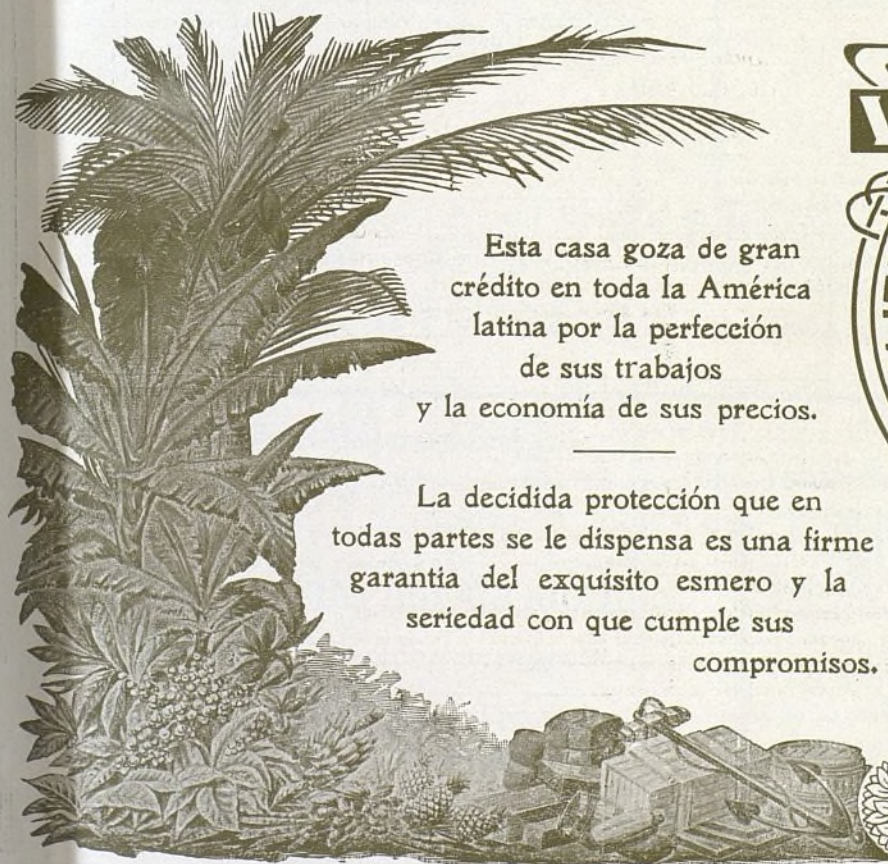 Esta casa goza de gran
crédito en toda la América
latina por la perfección
de sus trabajos
y la economía de sus precios.
La decidida protección que en
todas partes se le dispensa es una firme
garantia del exquisito esmero y la
seriedad con que cumple sus
compromisos.